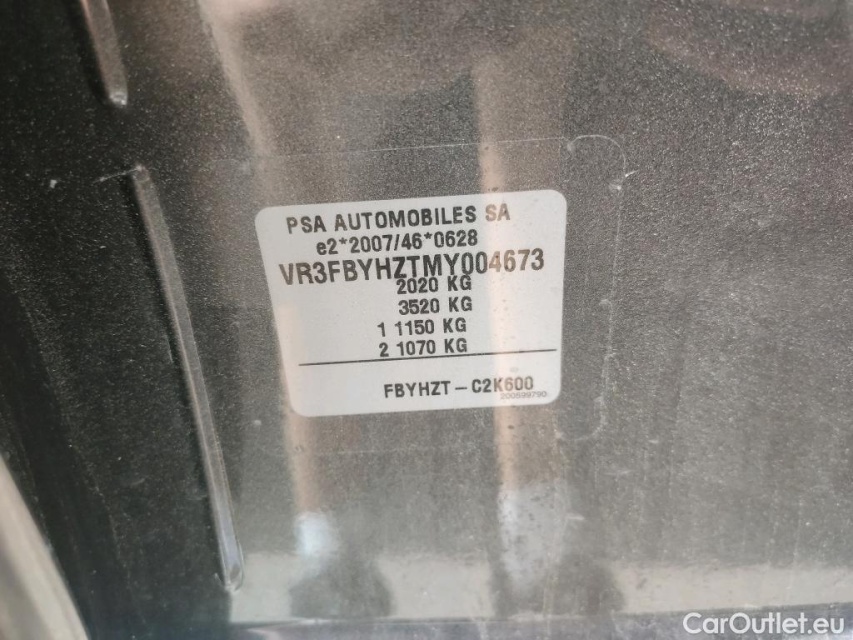 PSA AUTOMOBILES SA
e2*2007/46*0628
VR3FBYHZTMY004673
2020 KG
3520 KG
1 1150 KG
2 1070 KG
FBYHZT – C2K600
200699790
CarOutlet.eu